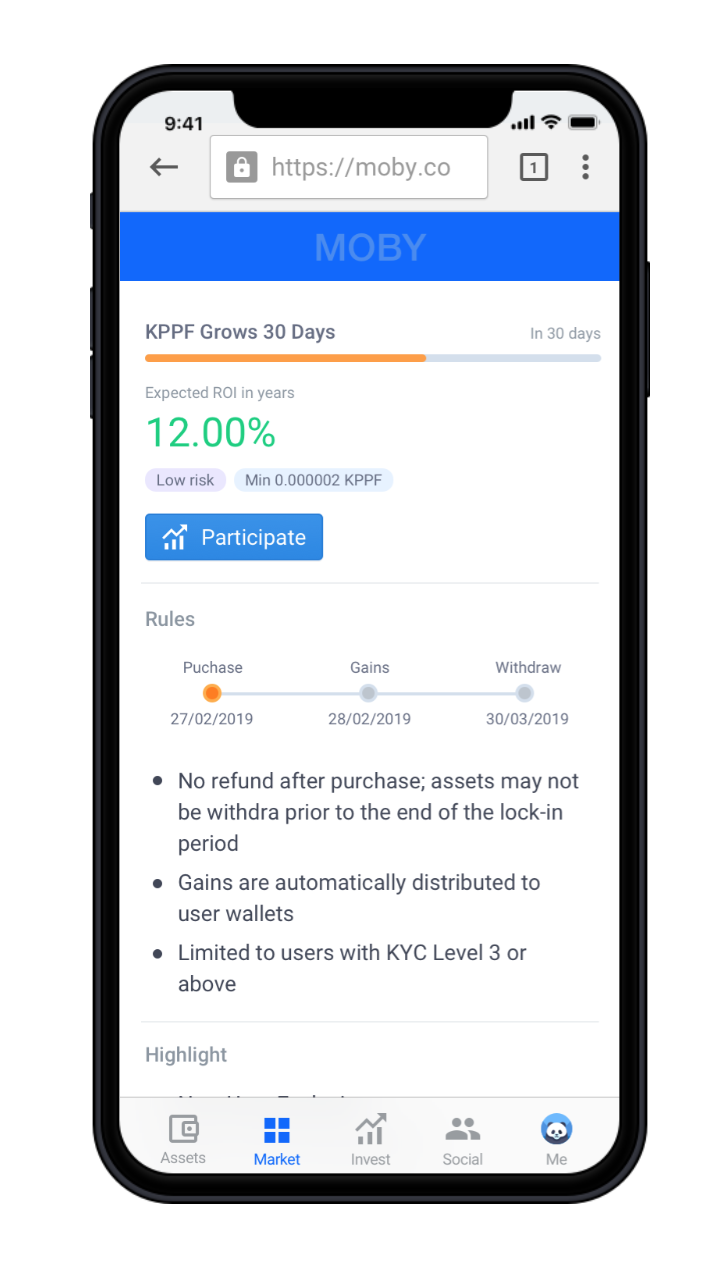 9:41
https://moby.co
1
MOBY
KPPF Grows 30 Days
In 30 days
Expected ROI in years
12.00%
Low risk
Min 0.000002 KPPF
Participate
Rules
Puchase
Gains
Withdraw
27/02/2019
28/02/2019
30/03/2019
No refund after purchase; assets may not
be withdra prior to the end of the lock-in
period
Gains are automatically distributed to
user wallets
Limited to users with KYC Level 3 or
above
Highlight
Assets
Market
Invest
Social
Me